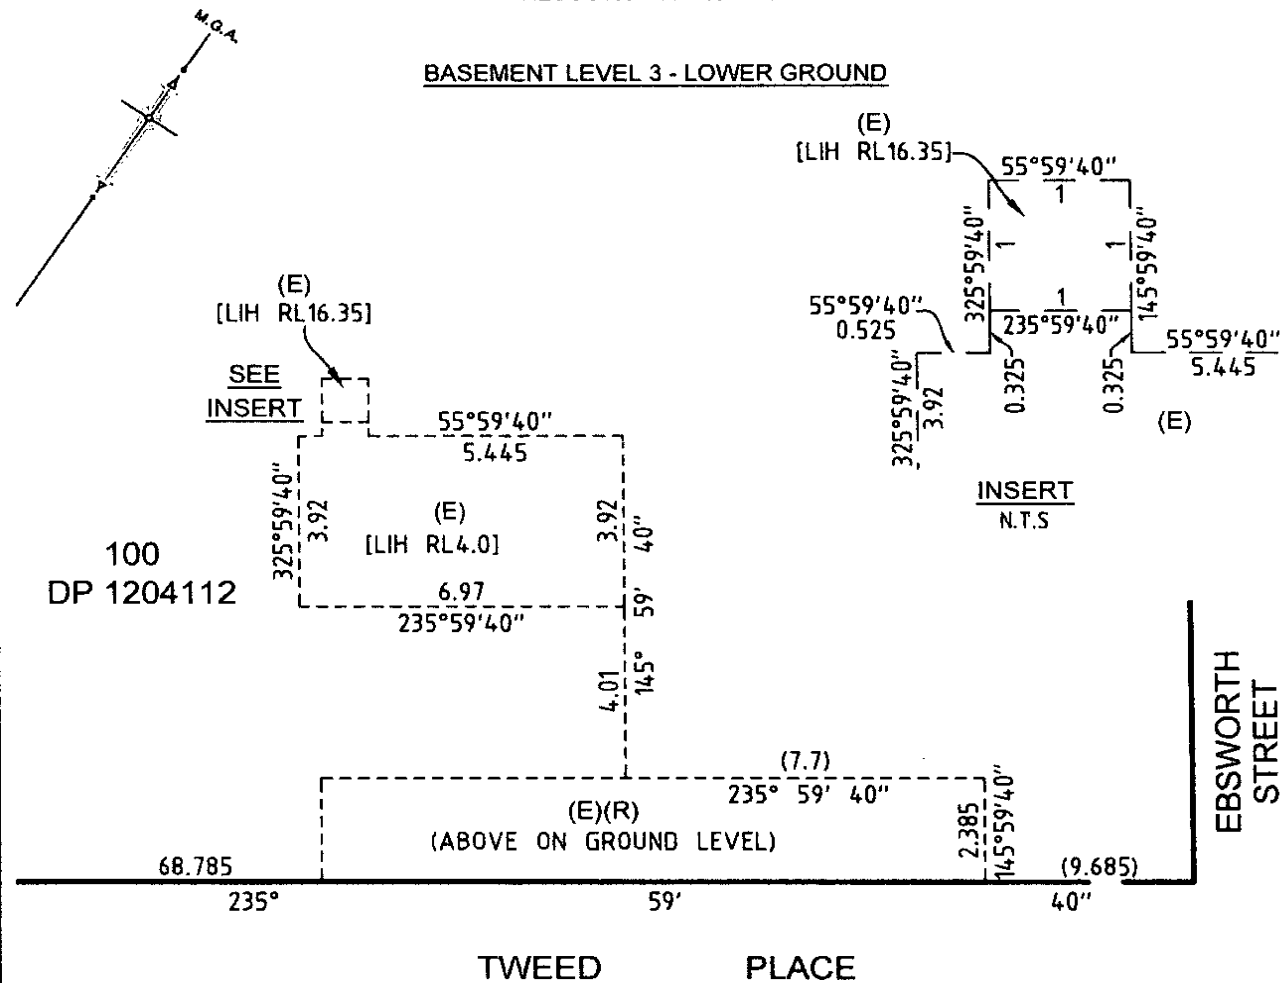 M.G.A.
BASEMENT LEVEL 3 - LOWER GROUND
(E)
[LIH RL16.35]
55°59'40"
1
325°59'40"
1
1
145°59'40"
1
235°59'40"
55°59'40"
0.525
325°59'40"
3.92
0.325
0.325
55°59'40"
5.445
(E)
INSERT
N.T.S
(E)
[LIH RL16.35]
SEE
INSERT
55°59'40"
5.445
325°59'40"
3.92
(E)
[LIH RL4.0]
3.92
6.97
235°59'40"
145° 59' 40"
4.01
100
DP 1204112
(7.7)
235° 59' 40"
(E)(R)
(ABOVE ON GROUND LEVEL)
2.385
145°59'40"
68.785
(9.685)
235° 59' 40"
EBSWORTH
STREET
TWEED PLACE